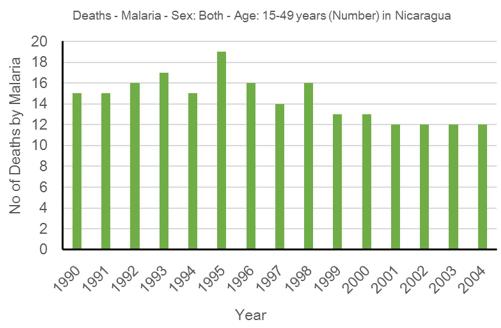 Deaths - Malaria - Sex: Both - Age: 15-49 years (Number) in Nicaragua
No of Deaths by Malaria
20
18
16
14
12
10
8
6
4
2
0
1990 1991 1992 1993 1994 1995 1996 1997 1998 1999 2000 2001 2002 2003 2004
Year